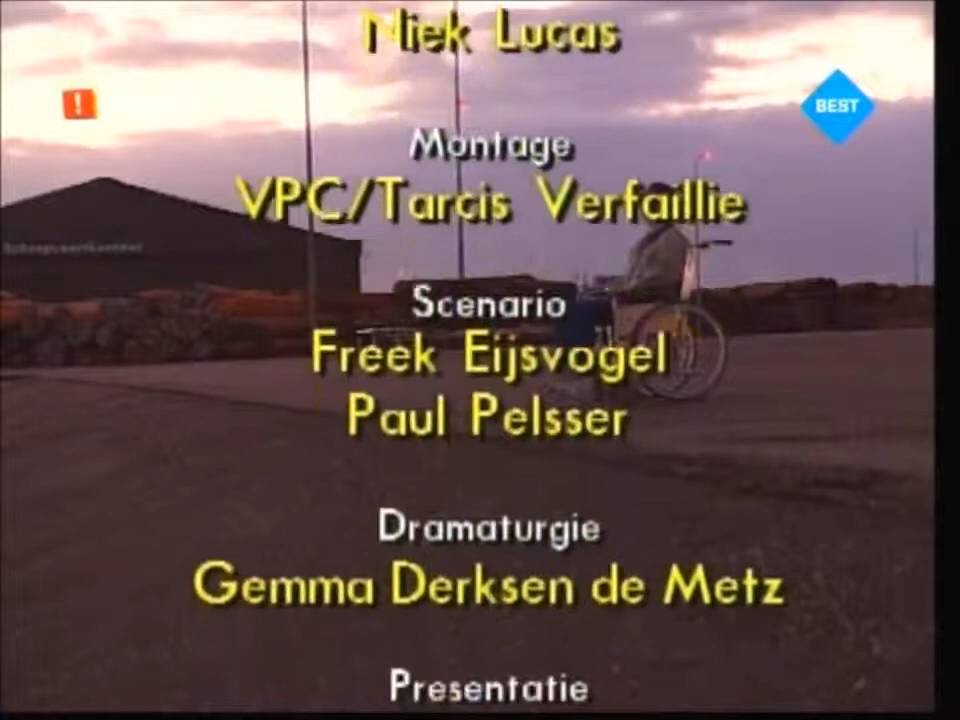 Niek Lucas
!
BEST
Montage
VPC/Tarcis Verfaillie
Scenario
Freek Eijsvogel
Paul Pelsser
Dramaturgie
Gemma Derksen de Metz
Presentatie